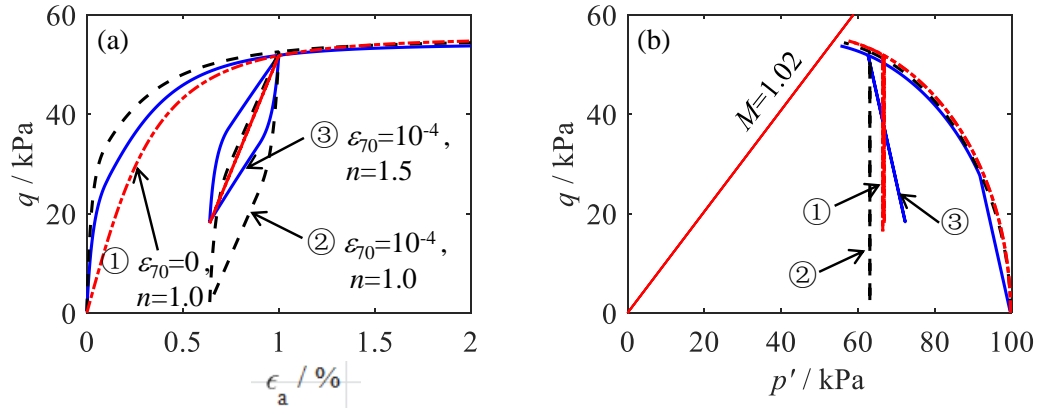 (a)
q / kPa
60
40
20
0
③ ε70=10-4,
n=1.5
② ε70=10-4,
n=1.0
① ε70=0,
n=1.0
0 0.5 1 1.5 2
ϵa / %
(b)
q / kPa
60
40
20
0
M=1.02
①
②
③
0 20 40 60 80 100
p' / kPa